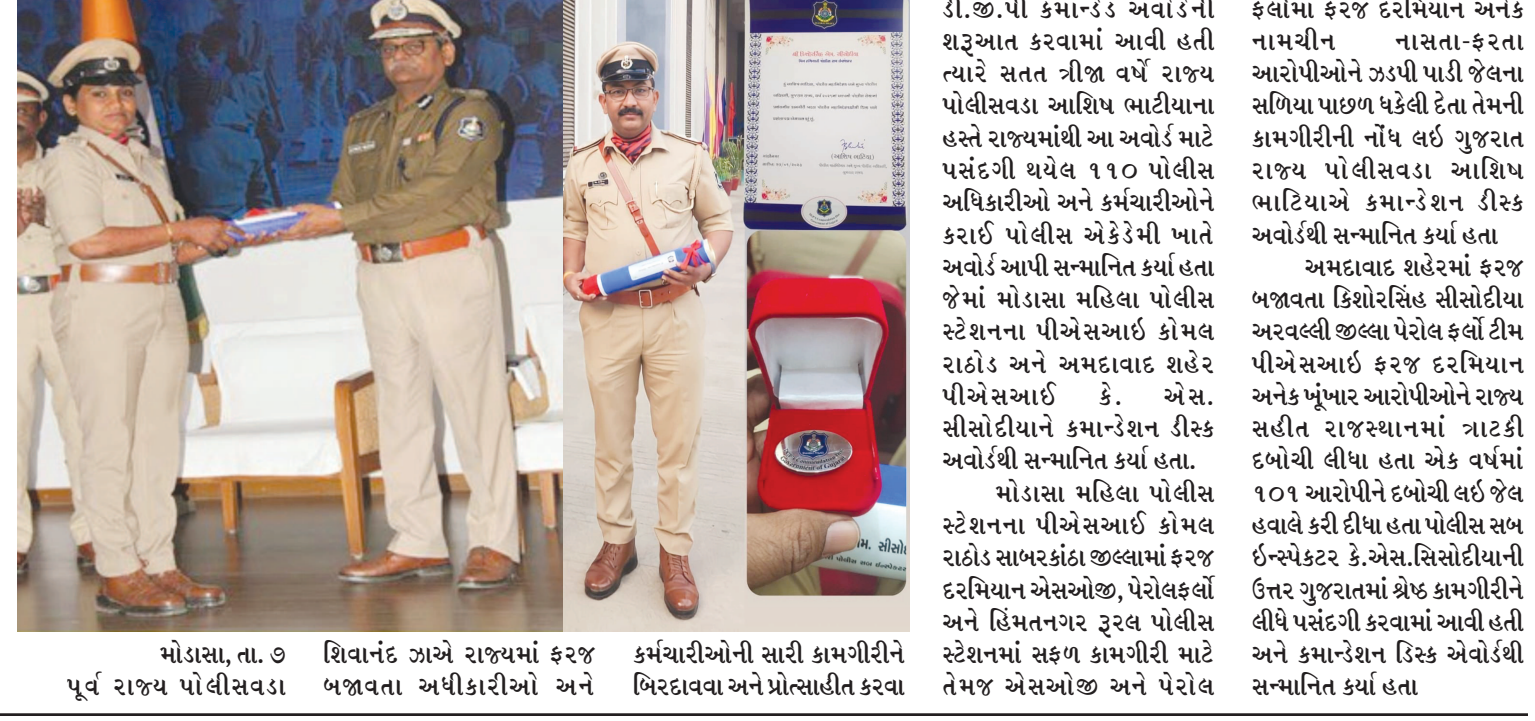 મોડાસા, તા. ૭
પૂર્વ રાજ્ય પોલીસવડા
શિવાનંદ ઝાએ રાજ્યમાં ફરજ
બજાવતા અધીકારીઓ અને
કર્મચારીઓની સારી કામગીરીને
બિરદાવવા અને પ્રોત્સાહીત કરવા
ડી.જી.પી કમાન્ડેડ અવોર્ડની
શરૂઆત કરવામાં આવી હતી
ત્યારે સતત ત્રીજા વર્ષે રાજ્ય
પોલીસવડા આશિષ ભાટીયાના
હસ્તે રાજ્યમાંથી આ અવોર્ડ માટે
પસંદગી થયેલ ૧૧૦ પોલીસ
અધિકારીઓ અને કર્મચારીઓને
કરાઈ પોલીસ એકેડેમી ખાતે
અવોર્ડ આપી સન્માનિત કર્યા હતા
જેમાં મોડાસા મહિલા પોલીસ
સ્ટેશનના પીએસઆઇ કોમલ
રાઠોડ અને અમદાવાદ શહેર
પીએસઆઈ કે. એસ.
સીસોદીયાને કમાન્ડેશન ડીસ્ક
અવોર્ડથી સન્માનિત કર્યા હતા.
મોડાસા મહિલા પોલીસ
સ્ટેશનના પીએસઆઈ કોમલ
રાઠોડ સાબરકાંઠા જીલ્લામાં ફરજ
દરમિયાન એસઓજી, પેરોલફર્લો
અને હિંમતનગર રૂરલ પોલીસ
સ્ટેશનમાં સફળ કામગીરી માટે
તેમજ એસઓજી અને પેરોલ
ફર્લોમાં ફરજ દરમિયાન અનેક
નામચીન નાસતા-ફરતા
આરોપીઓને ઝડપી પાડી જેલના
સળિયા પાછળ ધકેલી દેતા તેમની
કામગીરીની નોંધ લઇ ગુજરાત
રાજ્ય પોલીસવડા આશિષ
ભાટિયાએ કમાન્ડેશન ડીસ્ક
અવોર્ડથી સન્માનિત કર્યા હતા
અમદાવાદ શહેરમાં ફરજ
બજાવતા કિશોરસિંહ સીસોદીયા
અરવલ્લી જીલ્લા પેરોલ ફર્લો ટીમ
પીએસઆઇ ફરજ દરમિયાન
અનેક ખૂંખાર આરોપીઓને રાજ્ય
સહીત રાજસ્થાનમાં ત્રાટકી
દબોચી લીધા હતા એક વર્ષમાં
૧૦૧ આરોપીને દબોચી લઇ જેલ
હવાલે કરી દીધા હતા પોલીસ સબ
ઇન્સ્પેકટર કે.એસ.સિસોદીયાની
ઉત્તર ગુજરાતમાં શ્રેષ્ઠ કામગીરીને
લીધે પસંદગી કરવામાં આવી હતી
અને કમાન્ડેશન ડિસ્ક એવોર્ડથી
સન્માનિત કર્યા હતા
(આશિષ ભાટિયા)
Government of Gujarat